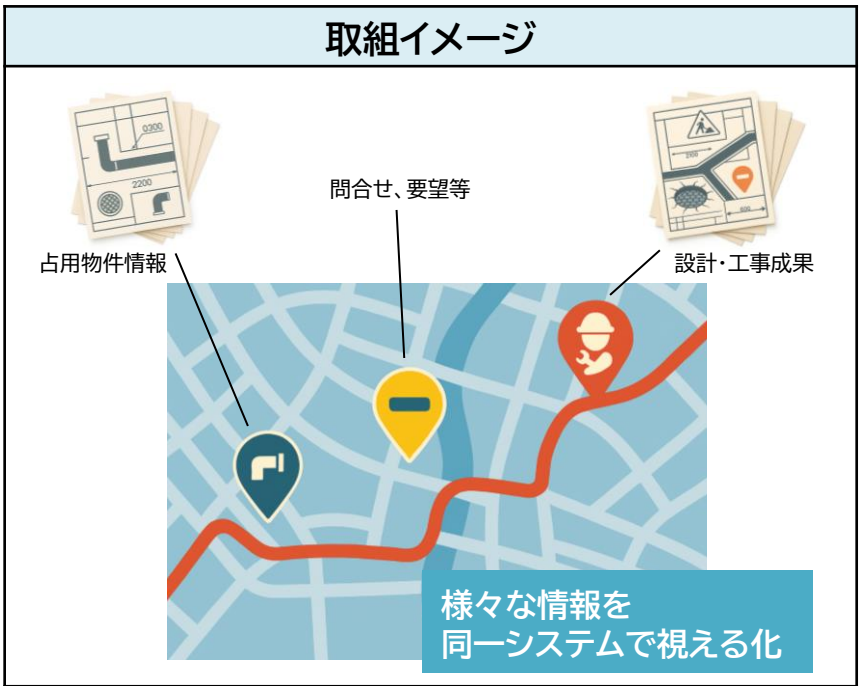 取組イメージ
0300
2200
問合せ、要望等
占用物件情報
設計・工事成果
様々な情報を
同一システムで視える化